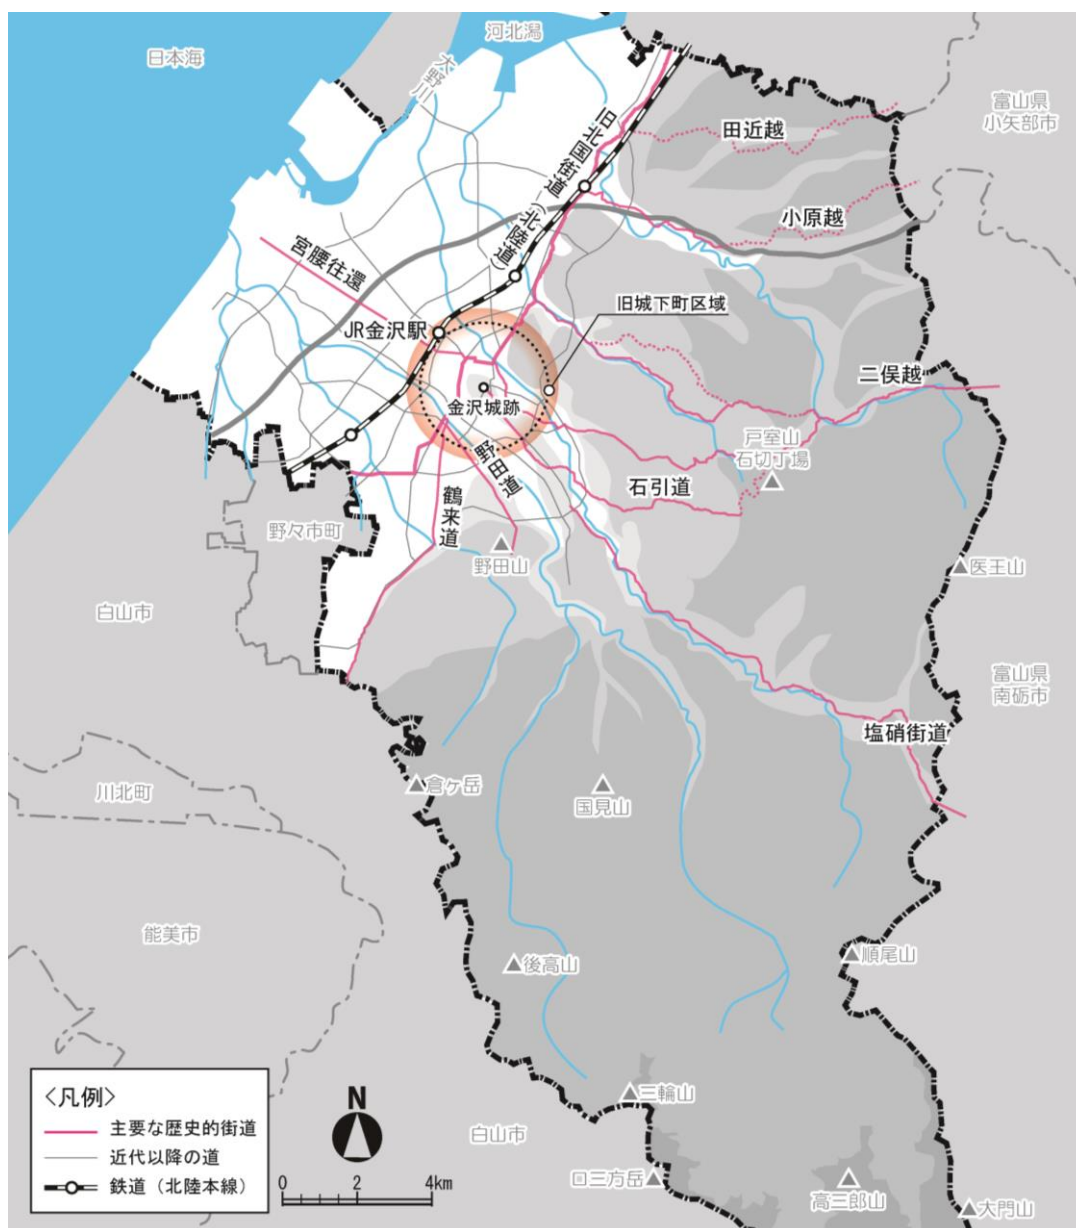 日本海
河北潟
大野川
富山県
小矢部市
田近越
旧北国街道（北陸道）
小原越
宮腰往還
旧城下町区域
JR金沢駅
二俣越
金沢城跡
戸室山
石切丁場
野田道
石引道
鶴来道
野々市町
野田山
医王山
白山市
富山県
南砺市
塩硝街道
倉ヶ岳
国見山
川北町
能美市
後高山
順尾山
<凡例>
主要な歴史的街道
近代以降の道
鉄道（北陸本線）
N
0 2 4km
三輪山
白山市
口三方岳
高三郎山
大門山